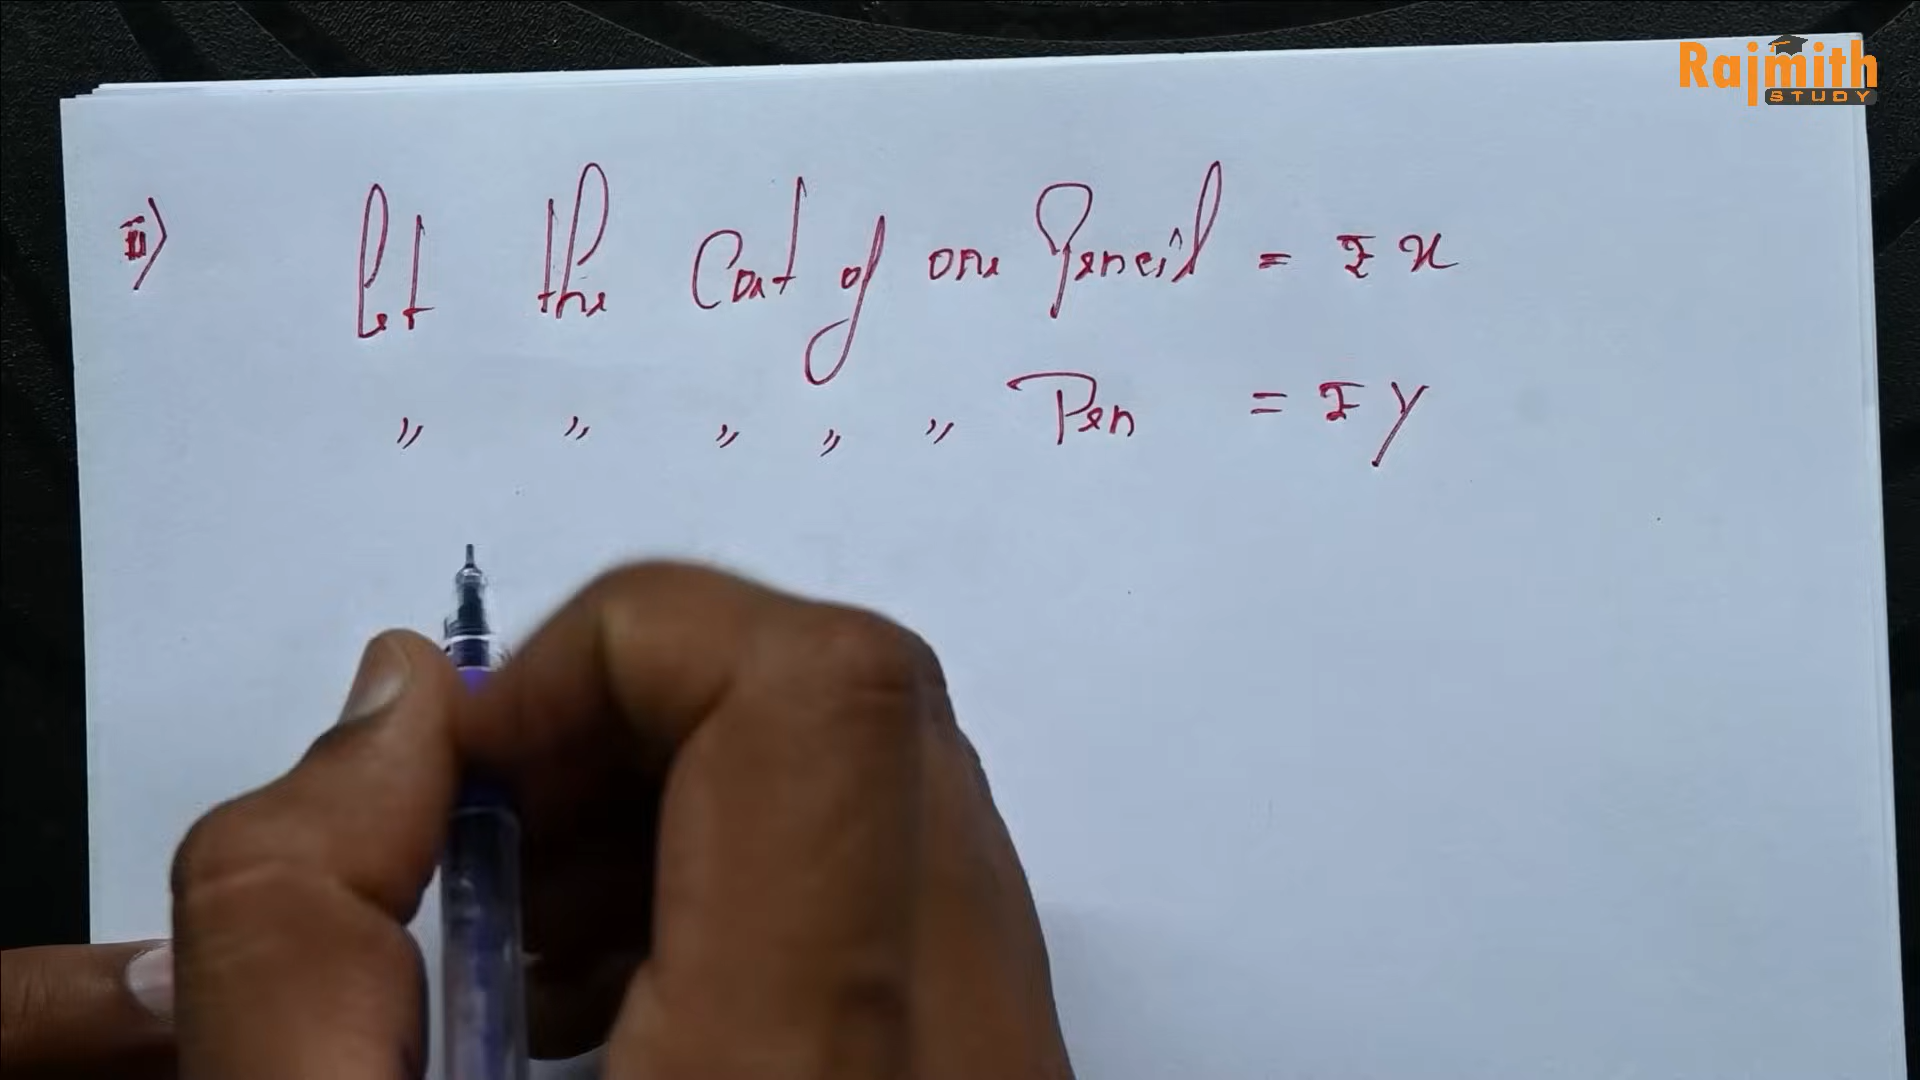 Rajmith
STUDY
ii) Let the Cost of one Pencil = ₹ x
" " " " " Pen = ₹ y